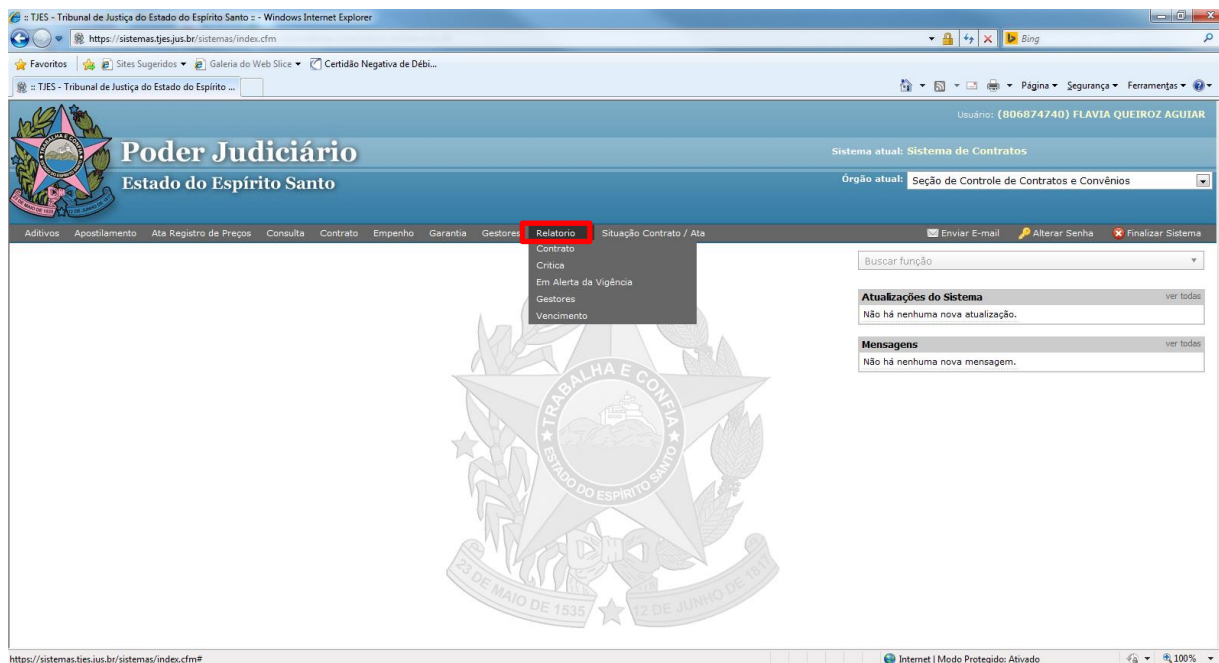 :: TJES - Tribunal de Justiça do Estado do Espírito Santo :: - Windows Internet Explorer
https://sistemas.tjes.jus.br/sistemas/index.cfm
Bing
Favoritos Sites Sugeridos Galeria do Web Slice Certidão Negativa de Débi...
:: TJES - Tribunal de Justiça do Estado do Espírito ...
Página Segurança Ferramentas
Usuário: (806874740) FLAVIA QUEIROZ AGUIAR
Poder Judiciário
Sistema atual: Sistema de Contratos
Estado do Espírito Santo
Órgão atual: Seção de Controle de Contratos e Convênios
Aditivos Apostilamento Ata Registro de Preços Consulta Contrato Empenho Garantia Gestores Relatorio Situação Contrato / Ata Enviar E-mail Alterar Senha Finalizar Sistema
Contrato
Critica
Em Alerta da Vigência
Gestores
Vencimento
Buscar função
Atualizações do Sistema ver todas
Não há nenhuma nova atualização.
Mensagens ver todas
Não há nenhuma nova mensagem.
TRABALHA E CONFIA
ESTADO DO ESPÍRITO SANTO
23 DE MAIO DE 1535 12 DE JUNHO DE 1817
https://sistemas.tjes.jus.br/sistemas/index.cfm#
Internet | Modo Protegido: Ativado 100%